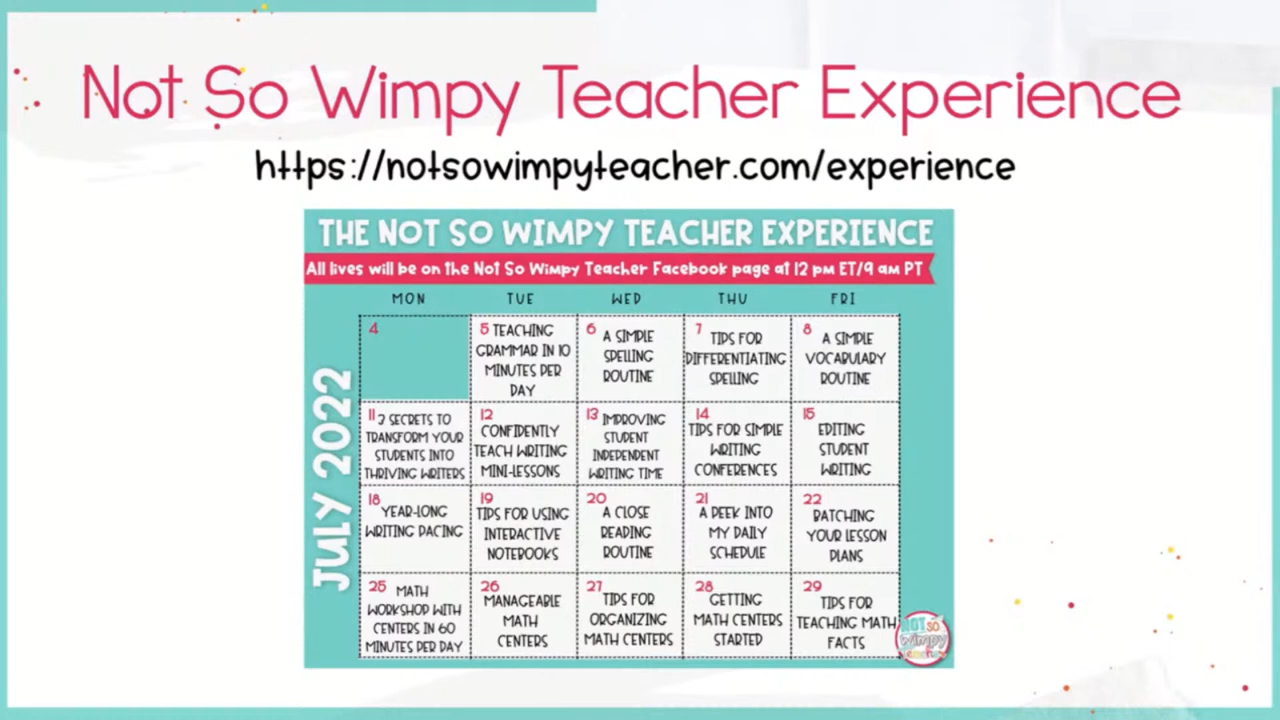 Not So Wimpy Teacher Experience
https://notsowimpyteacher.com/experience
THE NOT SO WIMPY TEACHER EXPERIENCE
All lives will be on the Not So Wimpy Teacher Facebook page at 12 pm ET/9 am PT
MON TUE WED THU FRI
JULY 2022
4
5 TEACHING
GRAMMAR IN 10
MINUTES PER
DAY
6 A SIMPLE
SPELLING
ROUTINE
7 TIPS FOR
DIFFERENTIATING
SPELLING
8 A SIMPLE
VOCABULARY
ROUTINE
11 3 SECRETS TO
TRANSFORM YOUR
STUDENTS INTO
THRIVING WRITERS
12
CONFIDENTLY
TEACH WRITING
MINI-LESSONS
13 IMPROVING
STUDENT
INDEPENDENT
WRITING TIME
14
TIPS FOR SIMPLE
WRITING
CONFERENCES
15
EDITING
STUDENT
WRITING
18 YEAR-LONG
WRITING PACING
19
TIPS FOR USING
INTERACTIVE
NOTEBOOKS
20
A CLOSE
READING
ROUTINE
21
A PEEK INTO
MY DAILY
SCHEDULE
22
BATCHING
YOUR LESSON
PLANS
25 MATH
WORKSHOP WITH
CENTERS IN 60
MINUTES PER DAY
26
MANAGEABLE
MATH
CENTERS
27
TIPS FOR
ORGANIZING
MATH CENTERS
28
GETTING
MATH CENTERS
STARTED
29
TIPS FOR
TEACHING MATH
FACTS
NOT SO
Wimpy
teacher